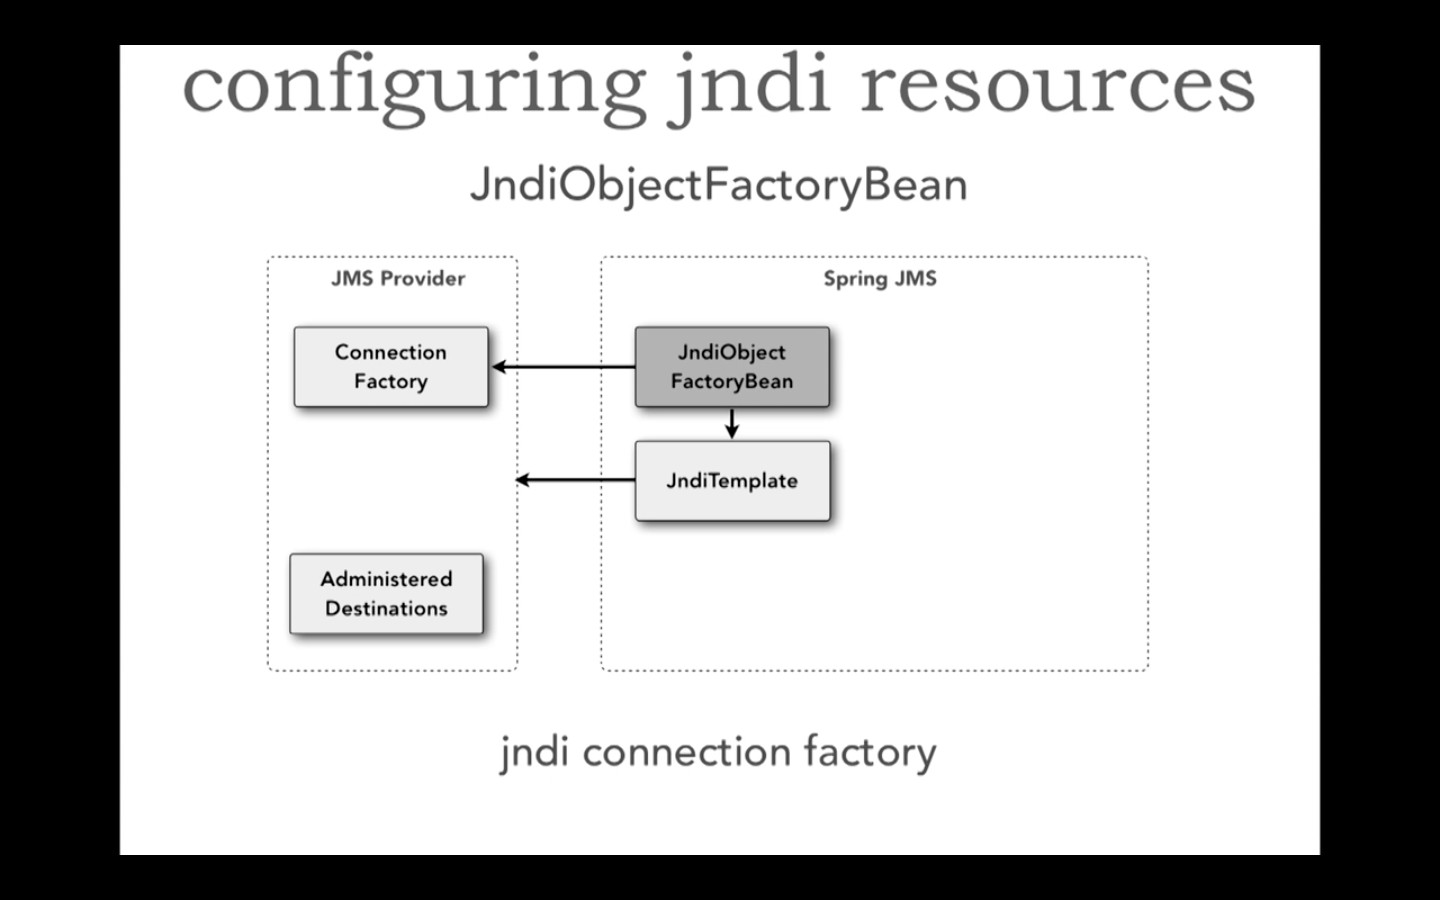 configuring jndi resources
JndiObjectFactoryBean
JMS Provider
Spring JMS
Connection
Factory
JndiObject
FactoryBean
JndiTemplate
Administered
Destinations
jndi connection factory